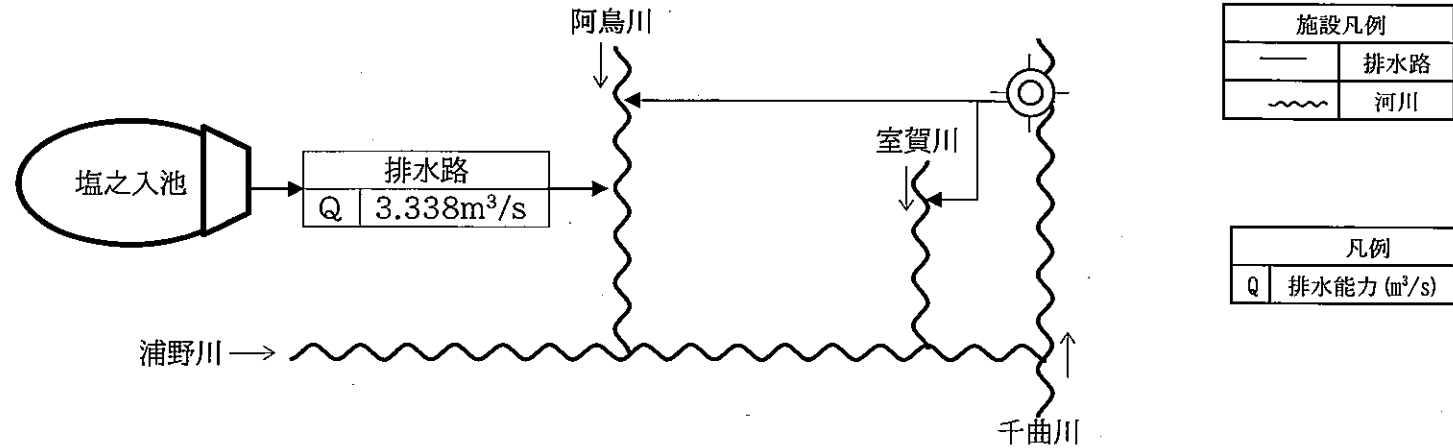 阿鳥川
施設凡例
排水路
河川
室賀川
塩之入池
排水路
Q 3.338m³/s
凡例
Q 排水能力(m³/s)
浦野川
千曲川